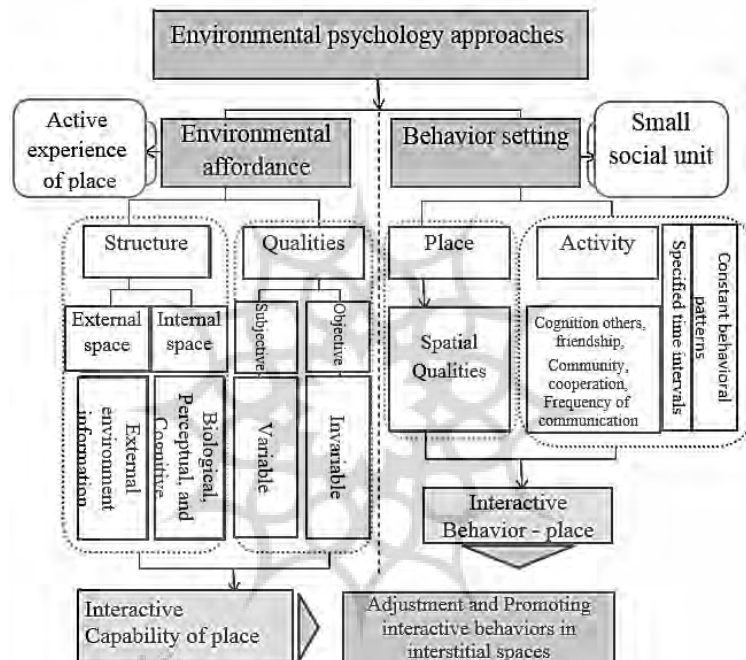 Environmental psychology approaches
Active
experience
of place
Environmental
affordance
Behavior setting
Small
social unit
Structure
Qualities
Place
Activity
Specified time intervals
Constant behavioral
patterns
External
space
Internal
space
Subjective
Objective
Spatial
Qualities
Cognition others,
friendship,
Community,
cooperation,
Frequency of
communication
External
environment
information
Biological,
Perceptual, and
Cognitive
Variable
Invariable
Interactive
Behavior - place
Interactive
Capability of place
Adjustment and Promoting
interactive behaviors in
interstitial spaces